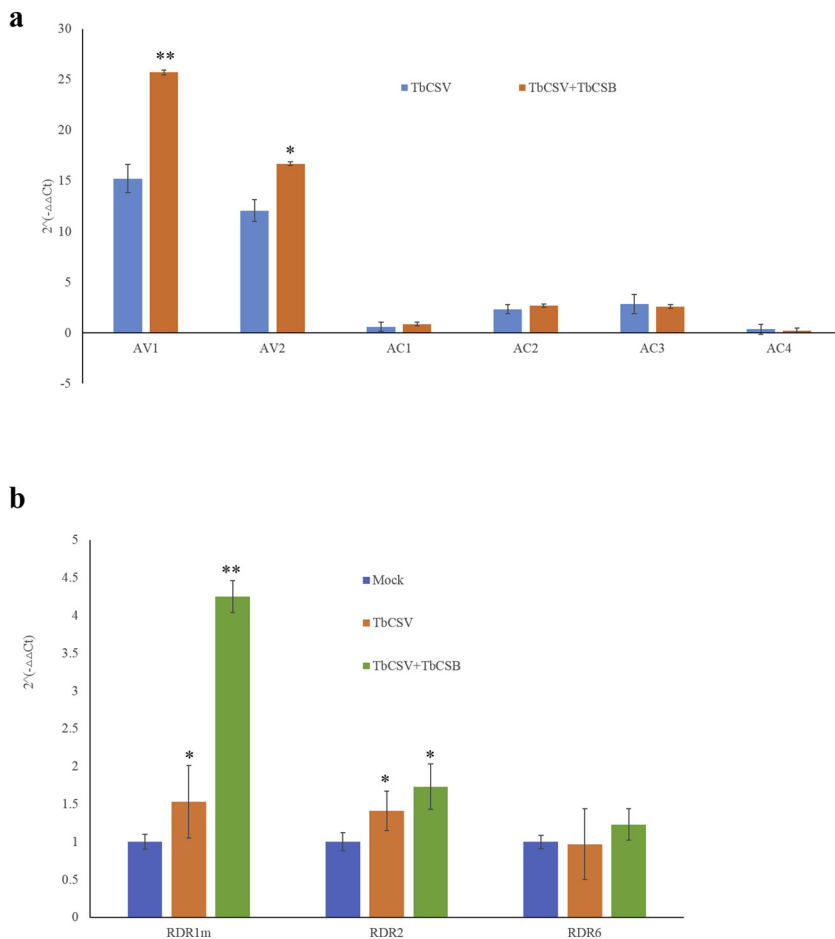 a
30
25
20
15
10
5
0
-5
2^(-△△Ct)
TbCSV
TbCSV+TbCSB
**
*
AV1
AV2
AC1
AC2
AC3
AC4
b
5
4.5
4
3.5
3
2.5
2
1.5
1
0.5
0
2^(-△△Ct)
Mock
TbCSV
TbCSV+TbCSB
*
**
*
*
RDR1m
RDR2
RDR6